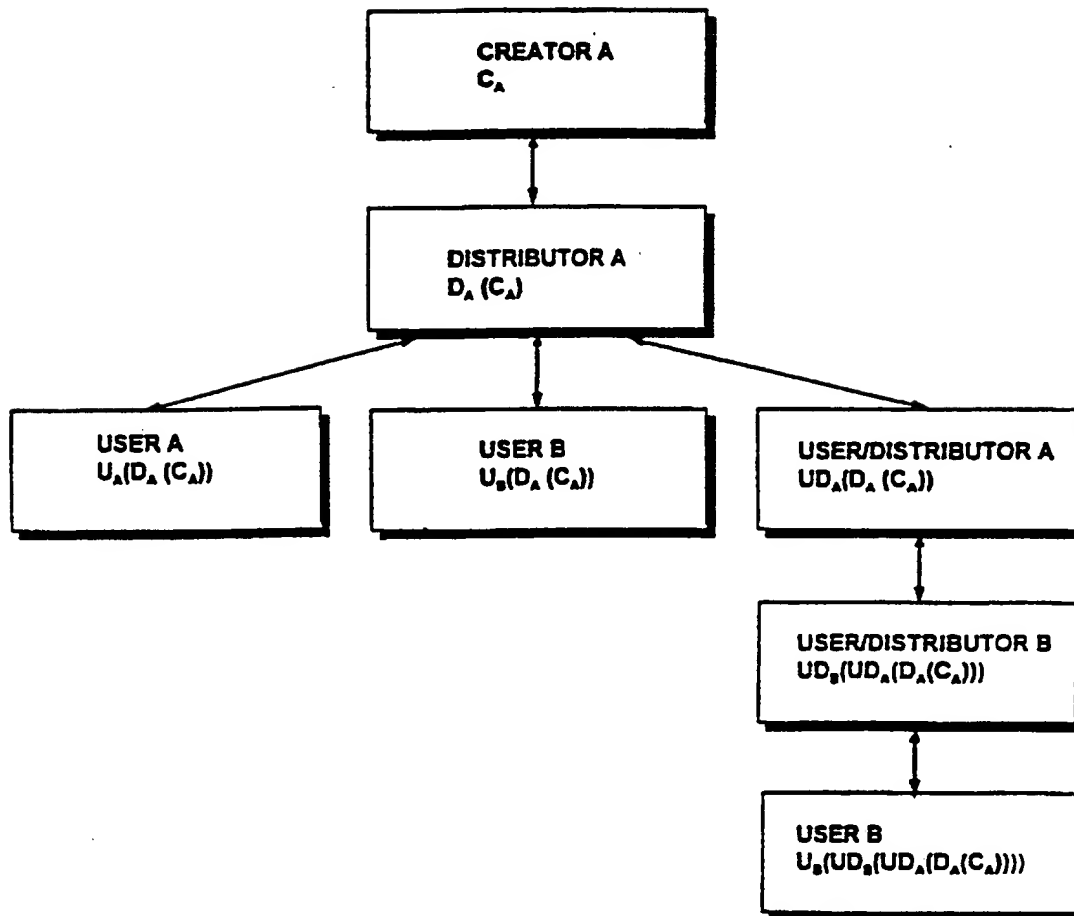 CREATOR A
C_A
DISTRIBUTOR A
D_A (C_A)
USER A
U_A(D_A (C_A))
USER B
U_B(D_A (C_A))
USER/DISTRIBUTOR A
UD_A(D_A (C_A))
USER/DISTRIBUTOR B
UD_B(UD_A(D_A(C_A)))
USER B
U_B(UD_B(UD_A(D_A(C_A))))